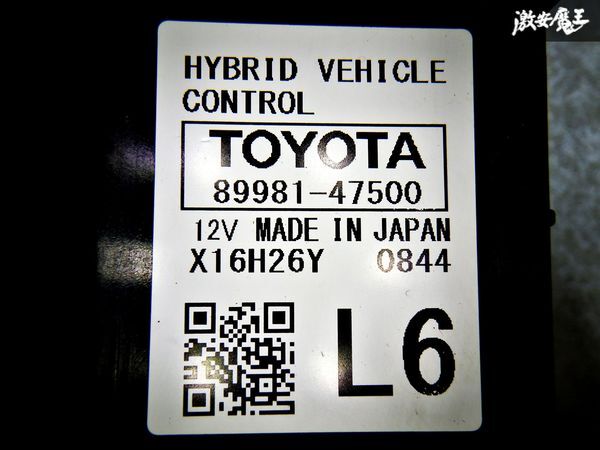 激安魔王
HYBRID VEHICLE
CONTROL
TOYOTA
89981-47500
12V MADE IN JAPAN
X16H26Y 0844
L6